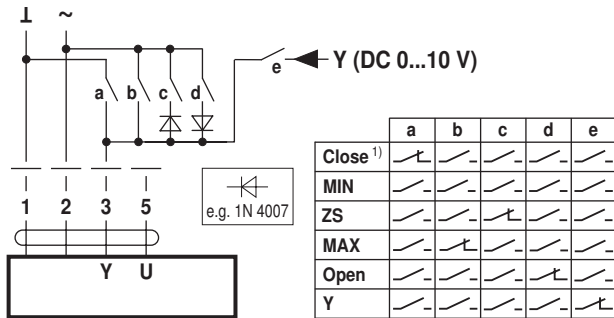 ⊥ ~
e Y (DC 0...10 V)
a b c d
e.g. 1N 4007
1 2 3 5
Y U
a b c d e
Close 1)
MIN
ZS
MAX
Open
Y